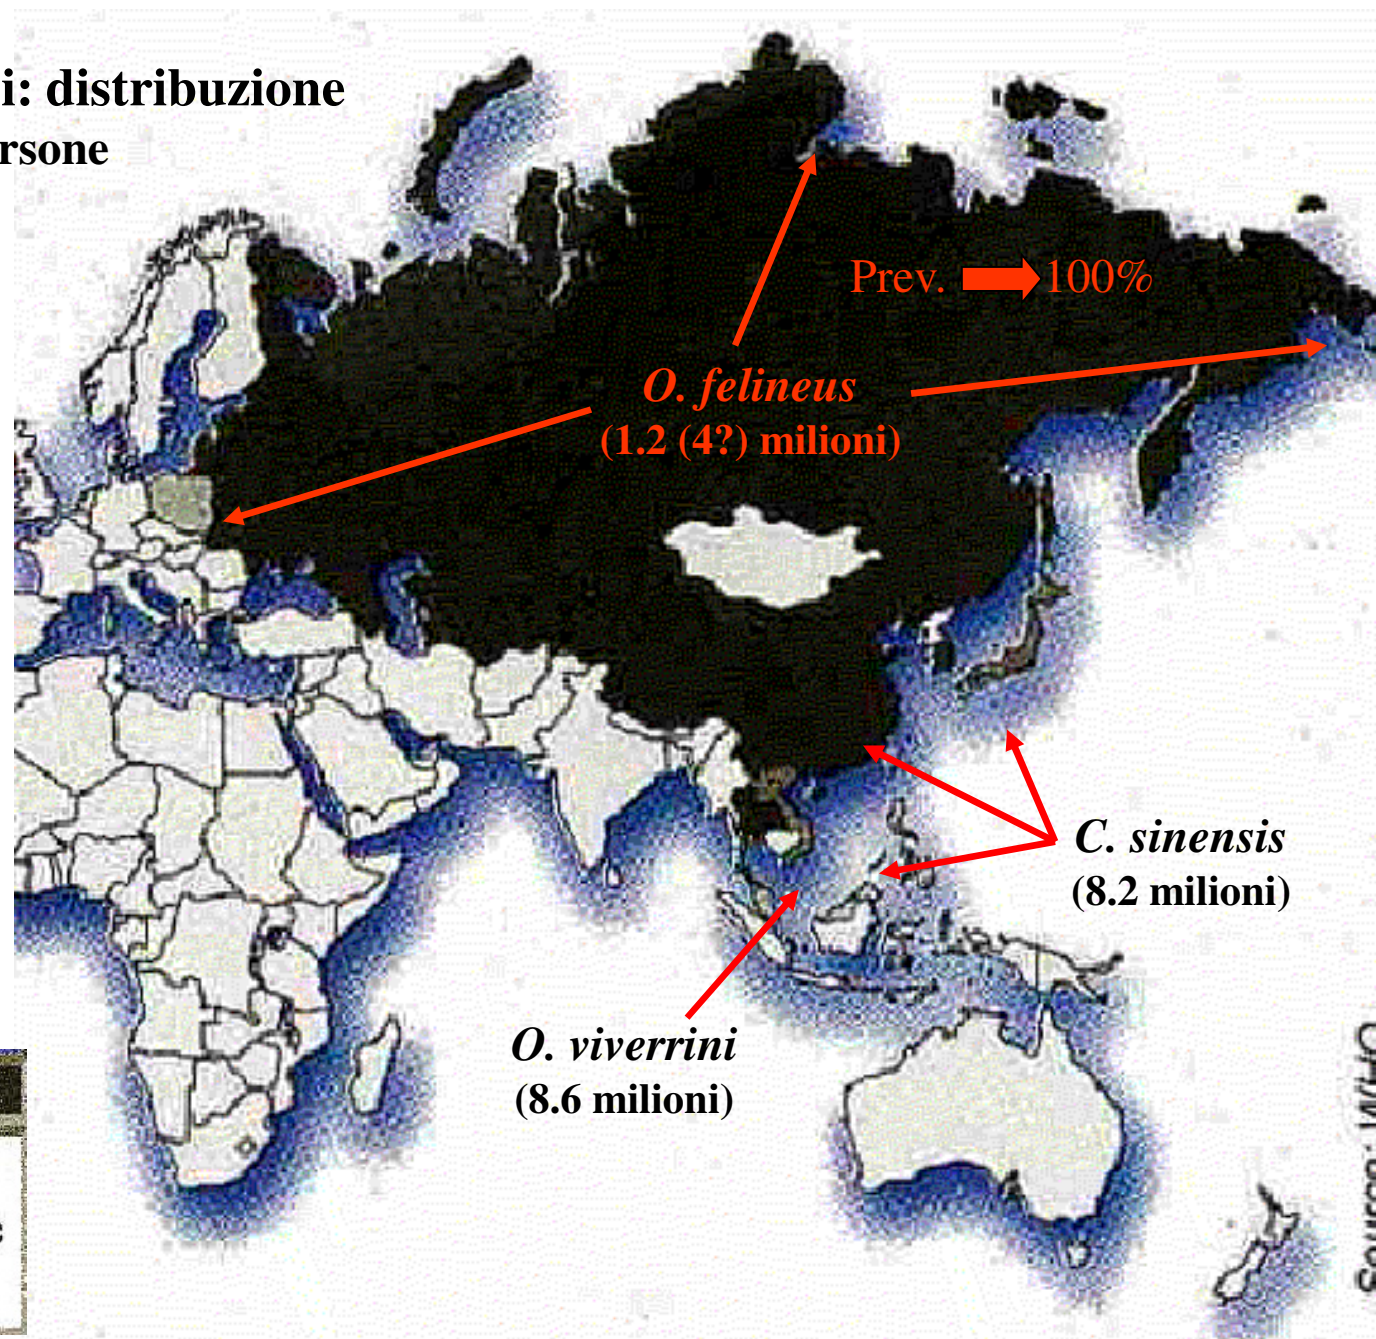 i: distribuzione
rsone
Prev. 100%
O. felineus
(1.2 (4?) milioni)
C. sinensis
(8.2 milioni)
O. viverrini
(8.6 milioni)
Source: WHO